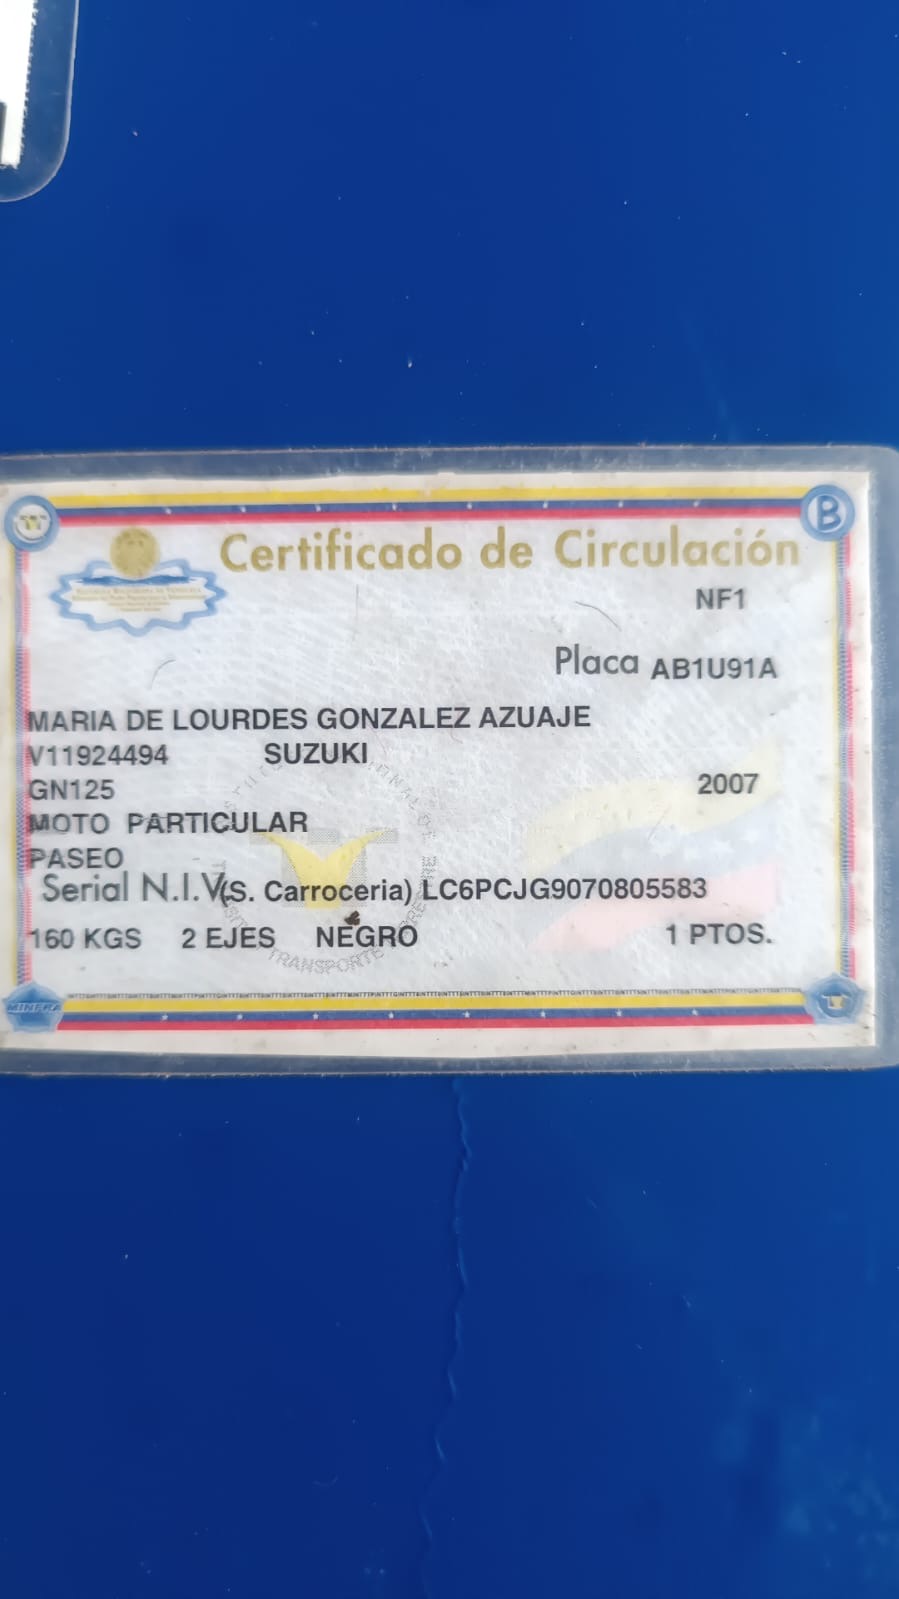 Certificado de Circulación
NF1
Placa AB1U91A
MARIA DE LOURDES GONZALEZ AZUAJE
V11924494 SUZUKI
GN125 2007
MOTO PARTICULAR
PASEO
Serial N.I.V(S. Carroceria) LC6PCJG9070805583
160 KGS 2 EJES NEGRO 1 PTOS.
TRANSPORTE
MINFRA
B